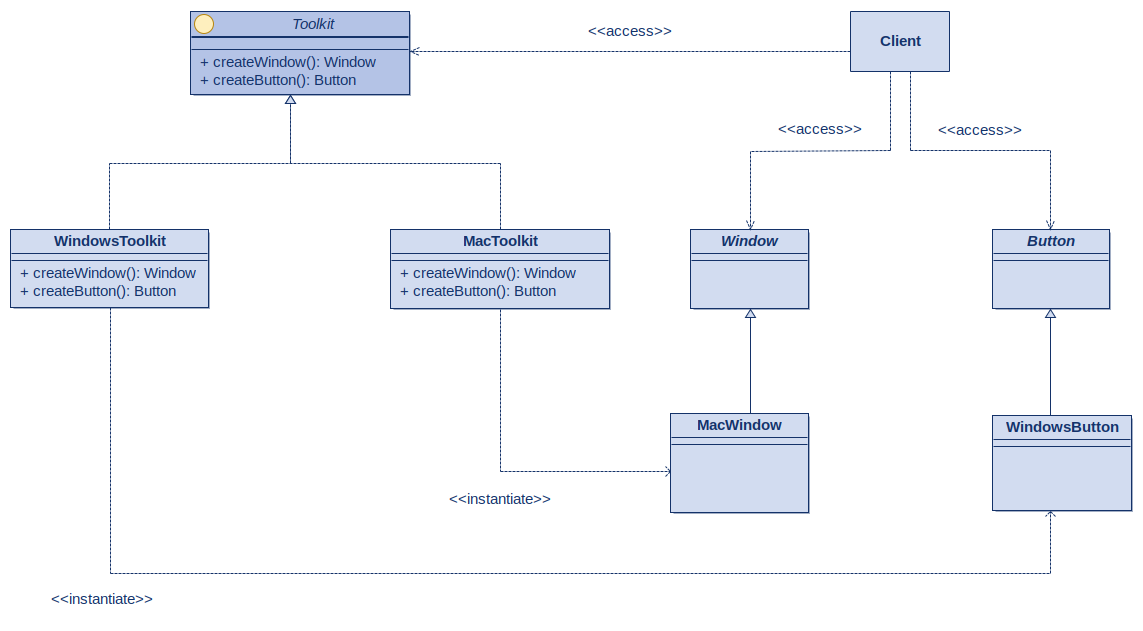 Toolkit
+ createWindow(): Window
+ createButton(): Button
<<access>>
Client
<<access>>
<<access>>
WindowsToolkit
+ createWindow(): Window
+ createButton(): Button
MacToolkit
+ createWindow(): Window
+ createButton(): Button
Window
Button
MacWindow
WindowsButton
<<instantiate>>
<<instantiate>>